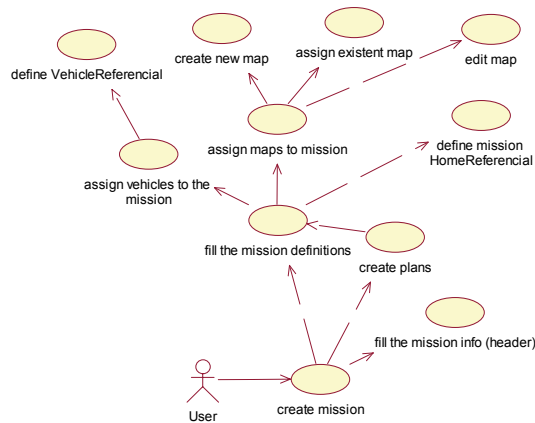 create new map
assign existent map
edit map
define VehicleReferencial
assign maps to mission
define mission
HomeReferencial
assign vehicles to the
mission
fill the mission definitions
create plans
fill the mission info (header)
create mission
User